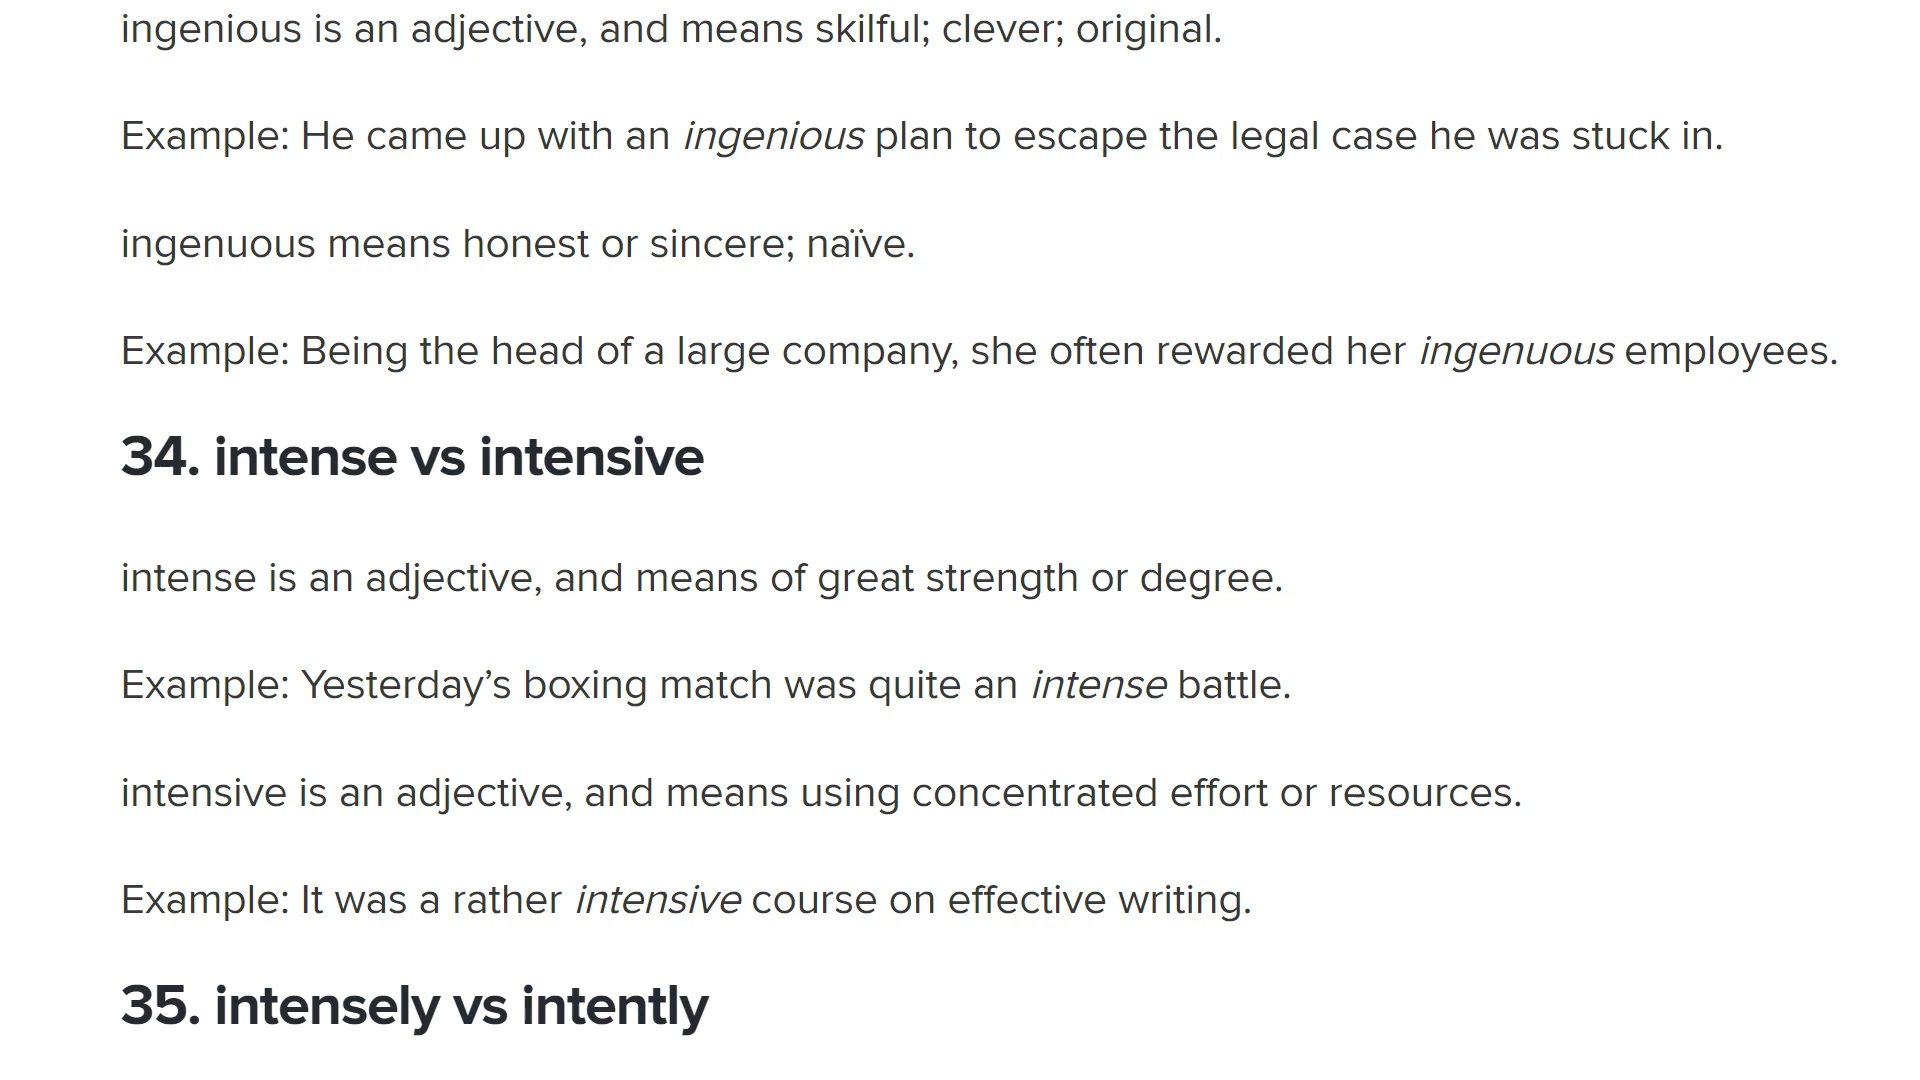 ingenious is an adjective, and means skilful; clever; original.
Example: He came up with an ingenious plan to escape the legal case he was stuck in.
ingenuous means honest or sincere; naïve.
Example: Being the head of a large company, she often rewarded her ingenuous employees.
34. intense vs intensive
intense is an adjective, and means of great strength or degree.
Example: Yesterday’s boxing match was quite an intense battle.
intensive is an adjective, and means using concentrated effort or resources.
Example: It was a rather intensive course on effective writing.
35. intensely vs intently